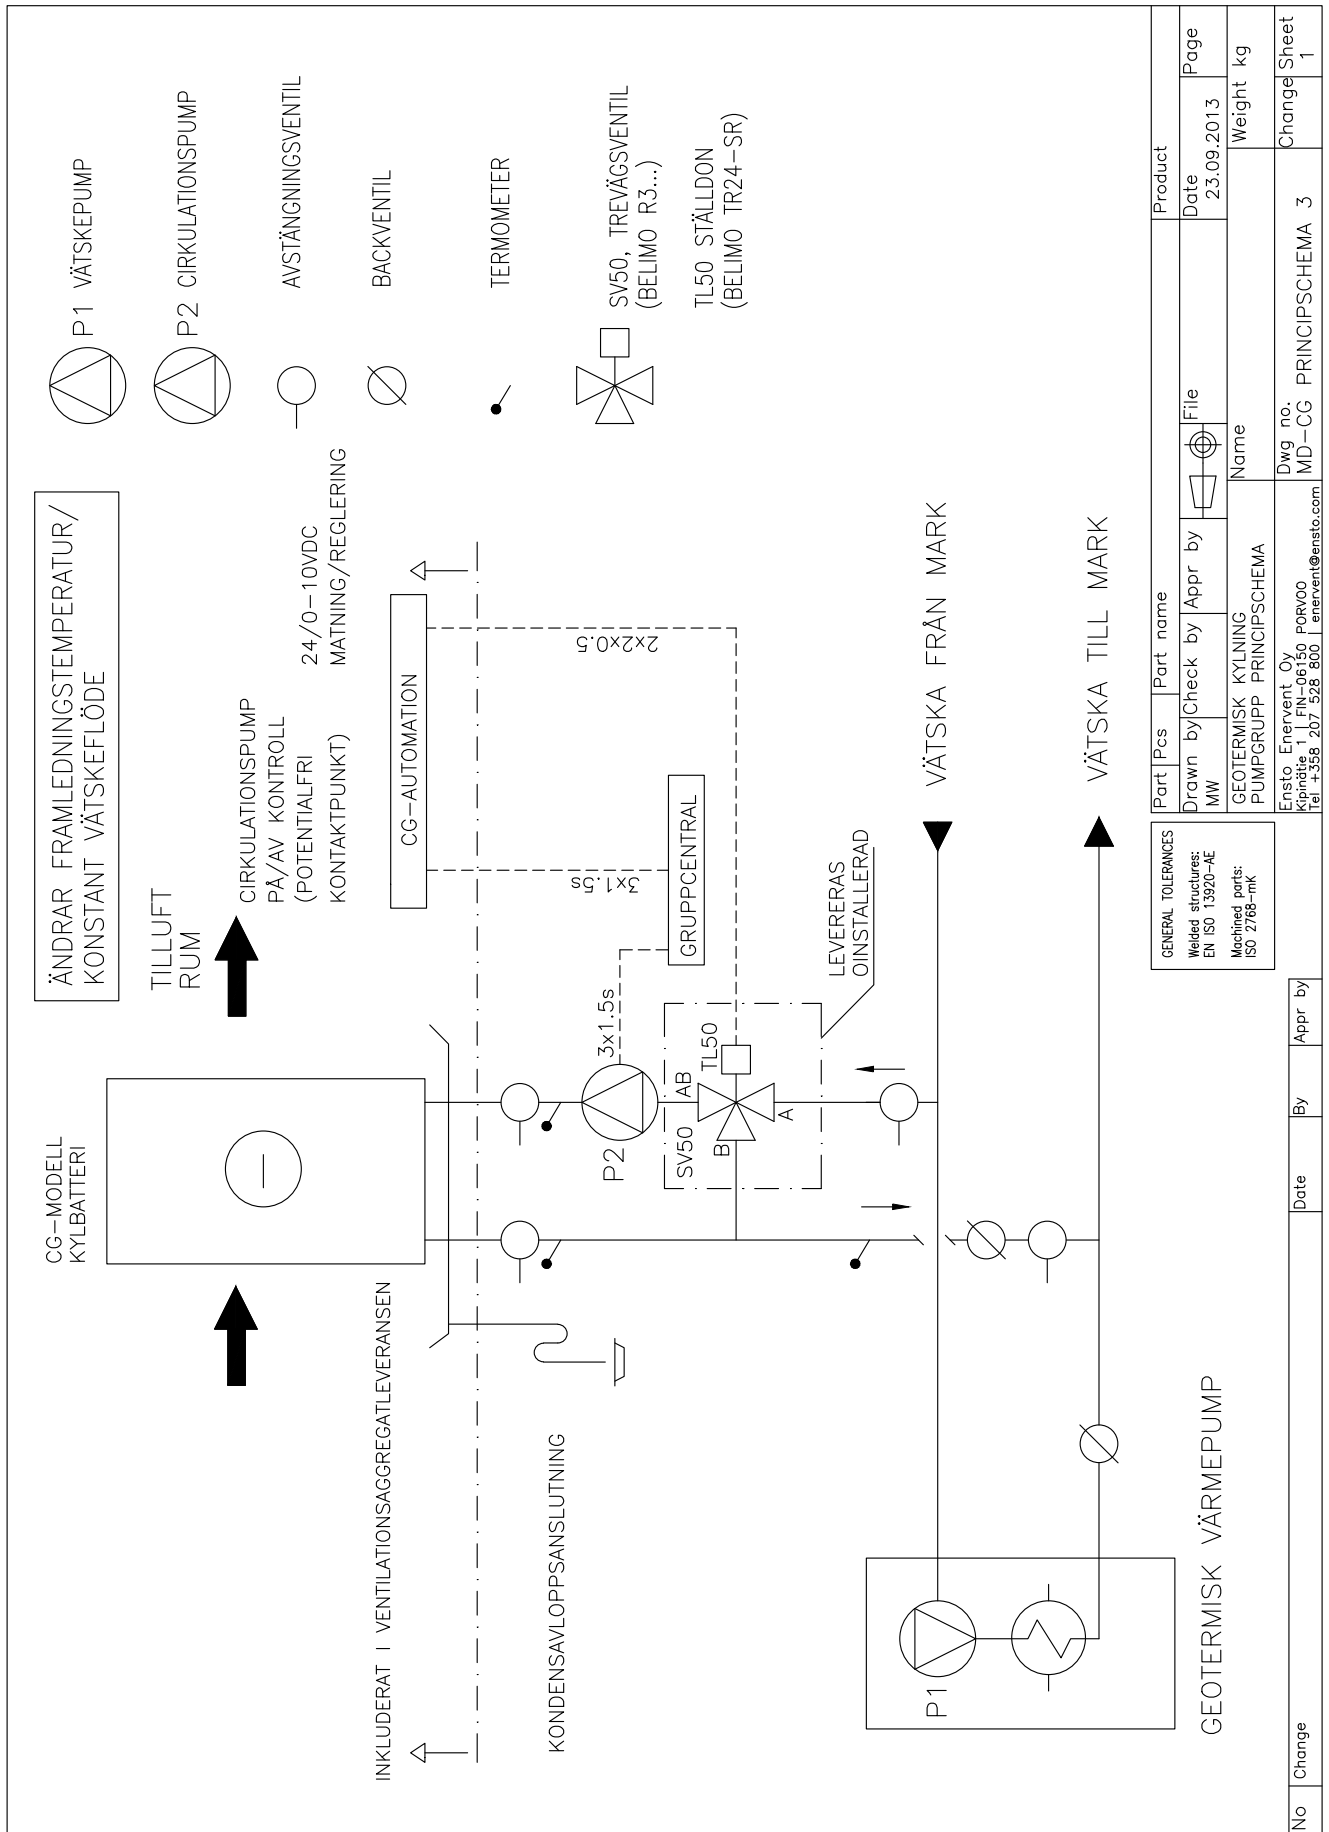 ÄNDRAR FRAMLEDNINGSTEMPERATUR/
KONSTANT VÄTSKEFLÖDE
CG-MODELL
KYLBATTERI
TILLUFT
RUM
CIRKULATIONSPUMP
PÅ/AV KONTROLL
(POTENTIALFRI
KONTAKTPUNKT)
24/0-10VDC
MATNING/REGLERING
P1 VÄTSKEPUMP
P2 CIRKULATIONSPUMP
AVSTÄNGNINGSVENTIL
BACKVENTIL
TERMOMETER
SV50, TREVÄGSVENTIL
(BELIMO R3...)
TL50 STÄLLDON
(BELIMO TR24-SR)
INKLUDERAT I VENTILATIONSAGGREGATLEVERANSEN
CG-AUTOMATION
KONDENSAVLOPPSANSLUTNING
3x1.5s
3x1.5s
2x2x0.5
P2
GRUPPCENTRAL
SV50
AB
TL50
B
A
LEVERERAS
OINSTALLERAD
P1
VÄTSKA FRÅN MARK
VÄTSKA TILL MARK
GEOTERMISK VÄRMEPUMP
GENERAL TOLERANCES
Welded structures:
EN ISO 13920-AE
Machined parts:
ISO 2768-mK
Part
Pcs
Part name
Product
Drawn by
MW
Check by
Appr by
File
Date
23.09.2013
Page
GEOTERMISK KYLNING
PUMPGRUPP PRINCIPSCHEMA
Name
Weight kg
Ensto Enervent Oy
Kipinätie 1 | FIN-06150 PORVOO
Tel +358 207 528 800 | enervent@ensto.com
Dwg no.
MD-CG PRINCIPSCHEMA 3
Change
Sheet
1
No
Change
Date
By
Appr by